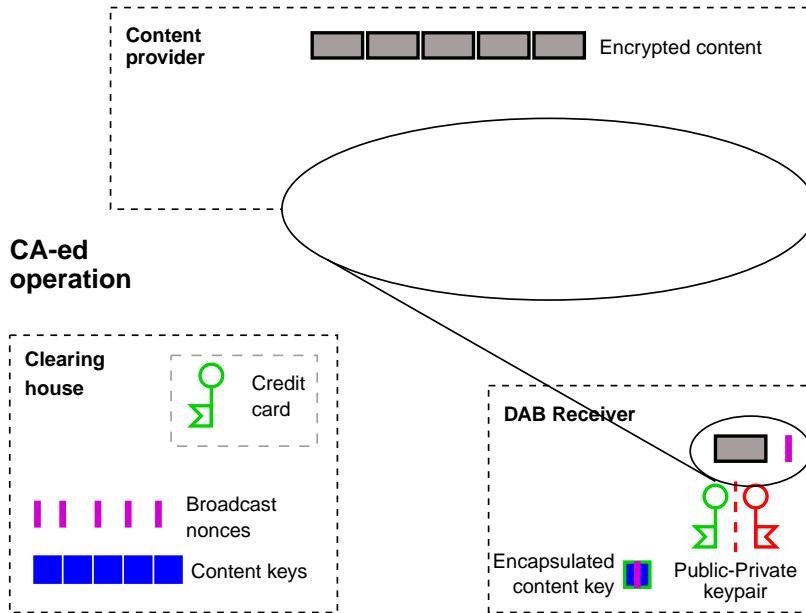 Content
provider
Encrypted content
CA-ed
operation
Clearing
house
Credit
card
Broadcast
nonces
Content keys
DAB Receiver
Encapsulated
content key
Public-Private
keypair